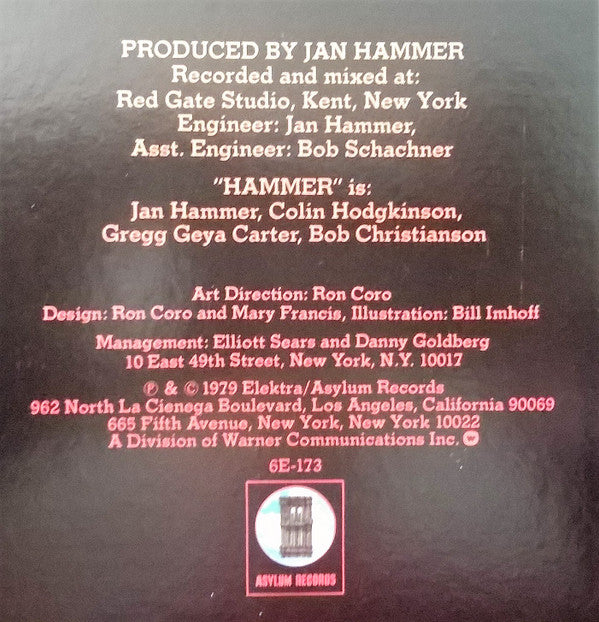 PRODUCED BY JAN HAMMER
Recorded and mixed at:
Red Gate Studio, Kent, New York
Engineer: Jan Hammer,
Asst. Engineer: Bob Schachner
"HAMMER" is:
Jan Hammer, Colin Hodgkinson,
Gregg Geya Carter, Bob Christianson
Art Direction: Ron Coro
Design: Ron Coro and Mary Francis, Illustration: Bill Imhoff
Management: Elliott Sears and Danny Goldberg
10 East 49th Street, New York, N.Y. 10017
℗ & © 1979 Elektra/Asylum Records
962 North La Cienega Boulevard, Los Angeles, California 90069
665 Fifth Avenue, New York, New York 10022
A Division of Warner Communications Inc.
6E-173
ASYLUM RECORDS